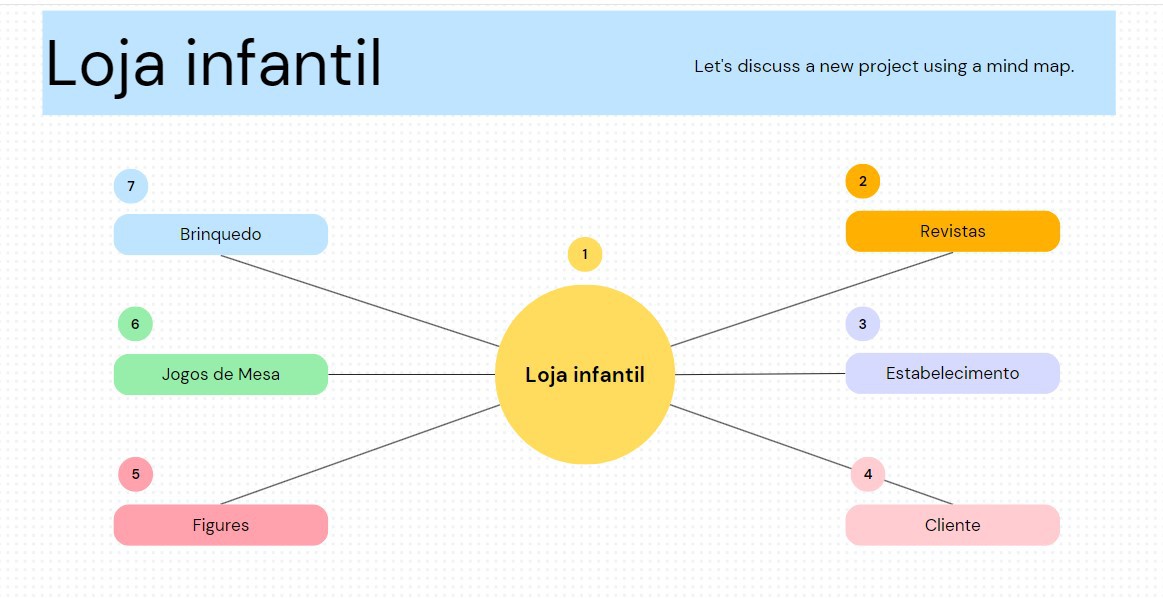 Loja infantil
Let's discuss a new project using a mind map.
7
Brinquedo
2
Revistas
1
Loja infantil
6
Jogos de Mesa
3
Estabelecimento
5
Figures
4
Cliente